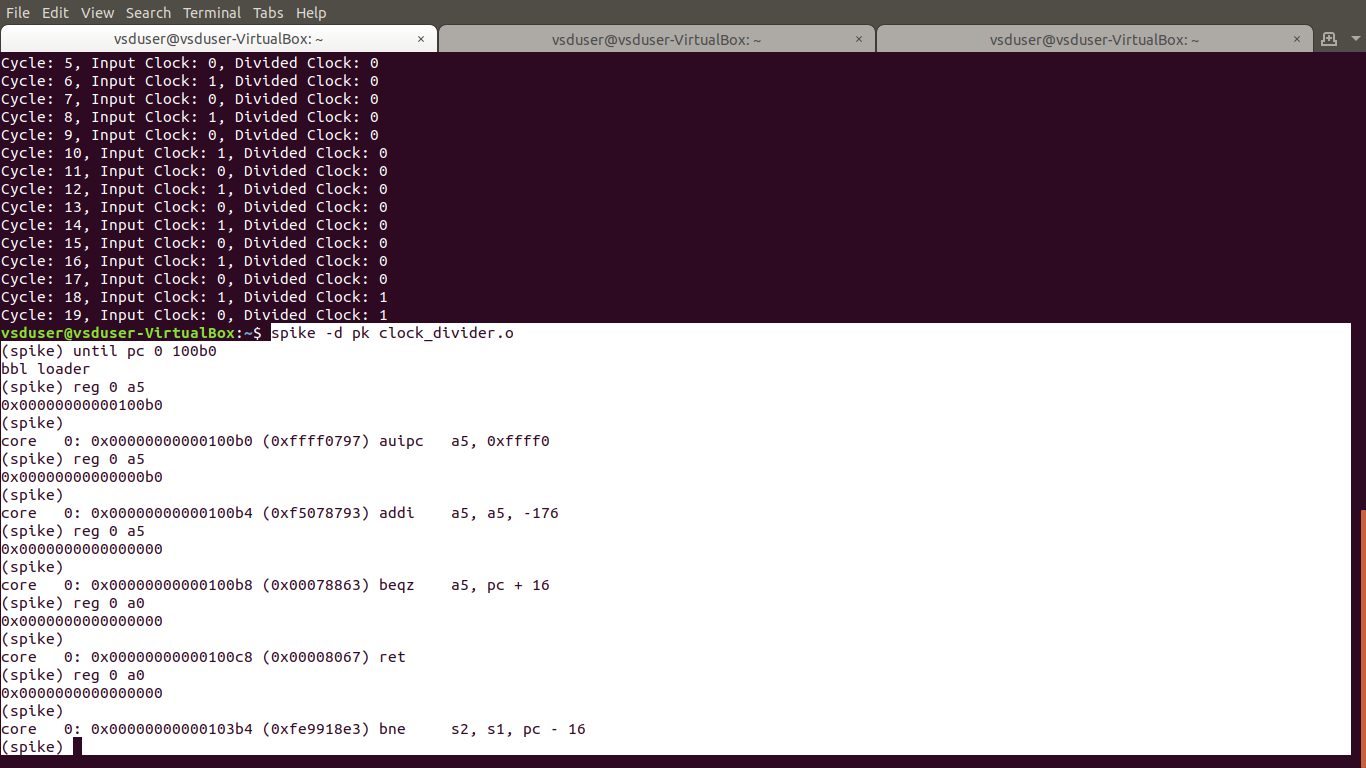 File Edit View Search Terminal Tabs Help
vsduser@vsduser-VirtualBox: ~ × vsduser@vsduser-VirtualBox: ~ × vsduser@vsduser-VirtualBox: ~ ×
Cycle: 5, Input Clock: 0, Divided Clock: 0
Cycle: 6, Input Clock: 1, Divided Clock: 0
Cycle: 7, Input Clock: 0, Divided Clock: 0
Cycle: 8, Input Clock: 1, Divided Clock: 0
Cycle: 9, Input Clock: 0, Divided Clock: 0
Cycle: 10, Input Clock: 1, Divided Clock: 0
Cycle: 11, Input Clock: 0, Divided Clock: 0
Cycle: 12, Input Clock: 1, Divided Clock: 0
Cycle: 13, Input Clock: 0, Divided Clock: 0
Cycle: 14, Input Clock: 1, Divided Clock: 0
Cycle: 15, Input Clock: 0, Divided Clock: 0
Cycle: 16, Input Clock: 1, Divided Clock: 0
Cycle: 17, Input Clock: 0, Divided Clock: 0
Cycle: 18, Input Clock: 1, Divided Clock: 1
Cycle: 19, Input Clock: 0, Divided Clock: 1
vsduser@vsduser-VirtualBox:~$ spike -d pk clock_divider.o
(spike) until pc 0 100b0
bbl loader
(spike) reg 0 a5
0x00000000000100b0
(spike)
core   0: 0x00000000000100b0 (0xffff0797) auipc   a5, 0xffff0
(spike) reg 0 a5
0x00000000000000b0
(spike)
core   0: 0x00000000000100b4 (0xf5078793) addi    a5, a5, -176
(spike) reg 0 a5
0x0000000000000000
(spike)
core   0: 0x00000000000100b8 (0x00078863) beqz    a5, pc + 16
(spike) reg 0 a0
0x0000000000000000
(spike)
core   0: 0x00000000000100c8 (0x00008067) ret
(spike) reg 0 a0
0x0000000000000000
(spike)
core   0: 0x00000000000103b4 (0xfe9918e3) bne     s2, s1, pc - 16
(spike)